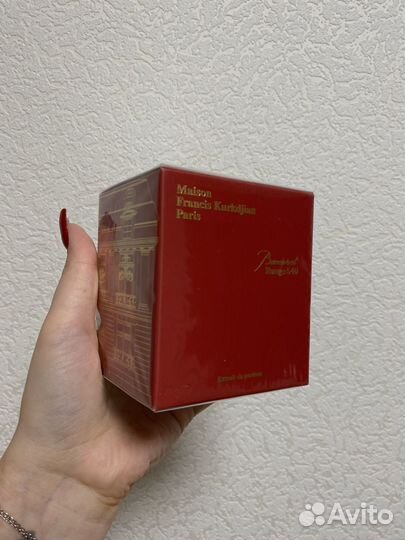 Maison
Francis Kurkdjian
Paris
Baccarat
Rouge 540
Extrait de parfum
Avito